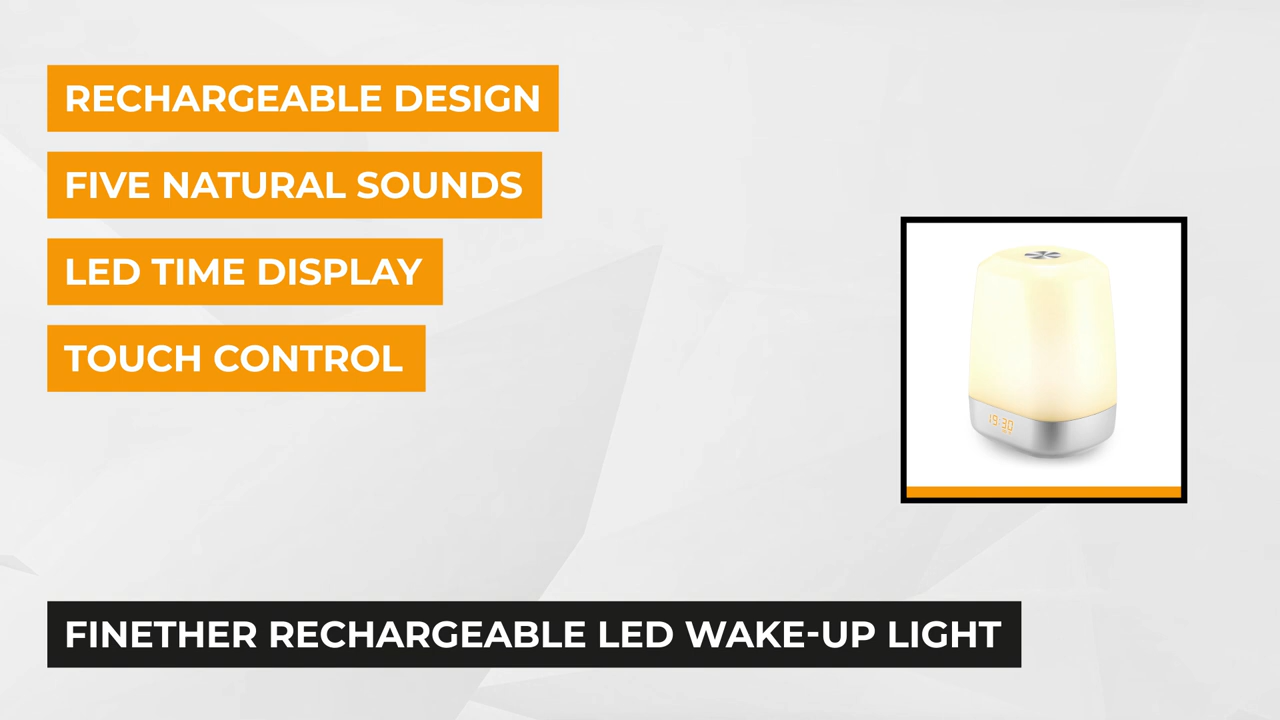 RECHARGEABLE DESIGN
FIVE NATURAL SOUNDS
LED TIME DISPLAY
TOUCH CONTROL
19:30
FINETHER RECHARGEABLE LED WAKE-UP LIGHT